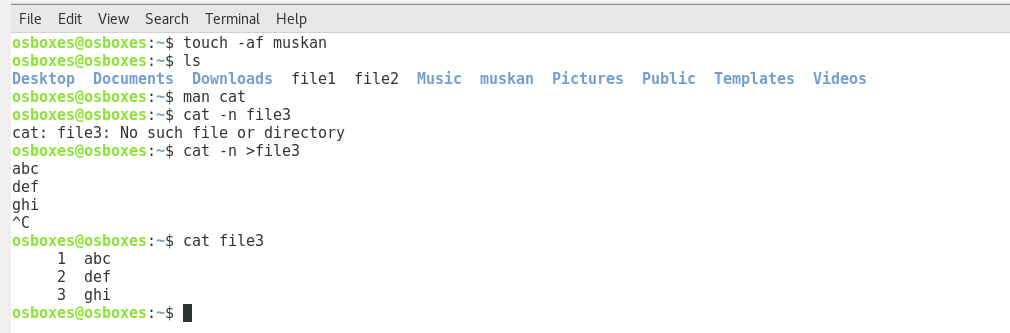 File Edit View Search Terminal Help
osboxes@osboxes:~$ touch -af muskan
osboxes@osboxes:~$ ls
Desktop  Documents  Downloads  file1  file2  Music  muskan  Pictures  Public  Templates  Videos
osboxes@osboxes:~$ man cat
osboxes@osboxes:~$ cat -n file3
cat: file3: No such file or directory
osboxes@osboxes:~$ cat -n >file3
abc
def
ghi
^C
osboxes@osboxes:~$ cat file3
     1  abc
     2  def
     3  ghi
osboxes@osboxes:~$